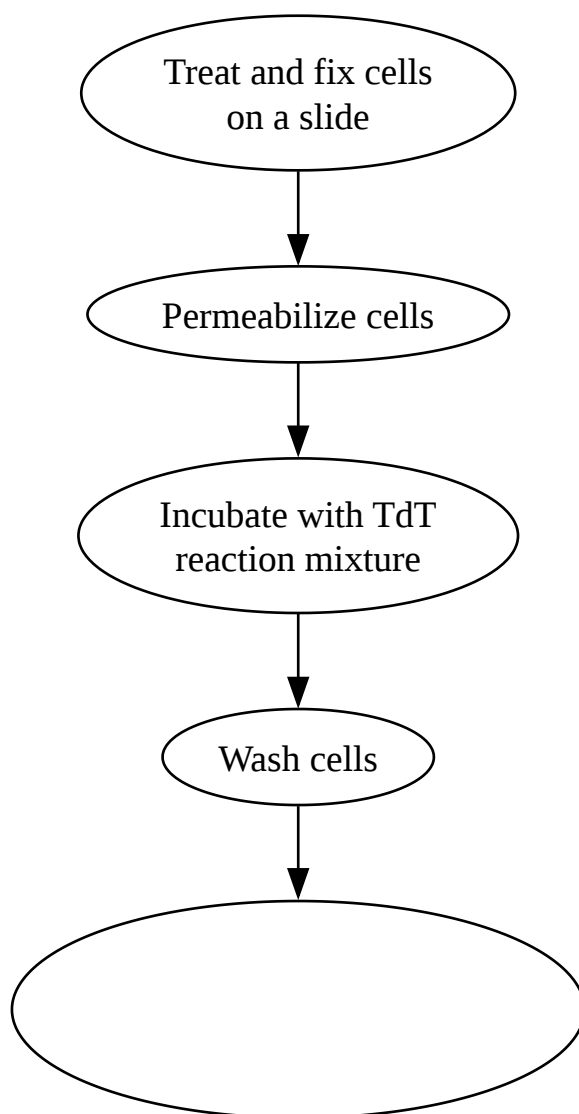 Treat and fix cells
on a slide
Permeabilize cells
Incubate with TdT
reaction mixture
Wash cells